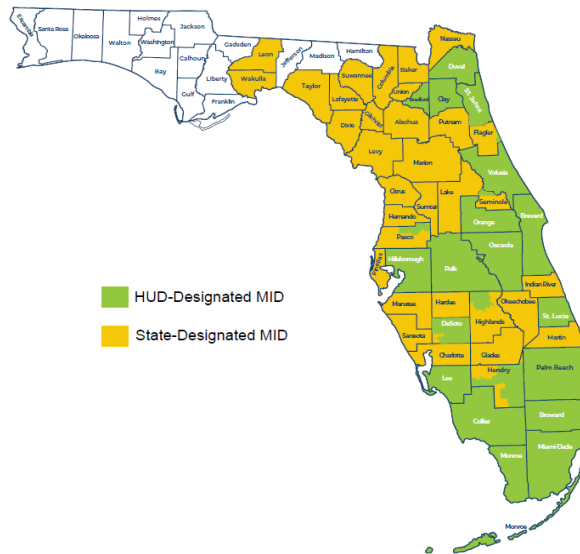 Escambia
Santa Rosa
Okaloosa
Walton
Holmes
Washington
Bay
Jackson
Calhoun
Gulf
Gadsden
Liberty
Franklin
Leon
Wakulla
Jefferson
Madison
Taylor
Hamilton
Suwannee
Lafayette
Dixie
Columbia
Gilchrist
Baker
Union
Bradford
Alachua
Levy
Nassau
Duval
Clay
St. Johns
Putnam
Flagler
Marion
Volusia
Citrus
Sumter
Lake
Seminole
Hernando
Orange
Brevard
Pasco
Osceola
Pinellas
Hillsborough
Polk
Indian River
HUD-Designated MID
Manatee
Hardee
Okeechobee
St. Lucie
DeSoto
Highlands
State-Designated MID
Sarasota
Martin
Charlotte
Glades
Lee
Hendry
Palm Beach
Collier
Broward
Monroe
Miami-Dade
Monroe